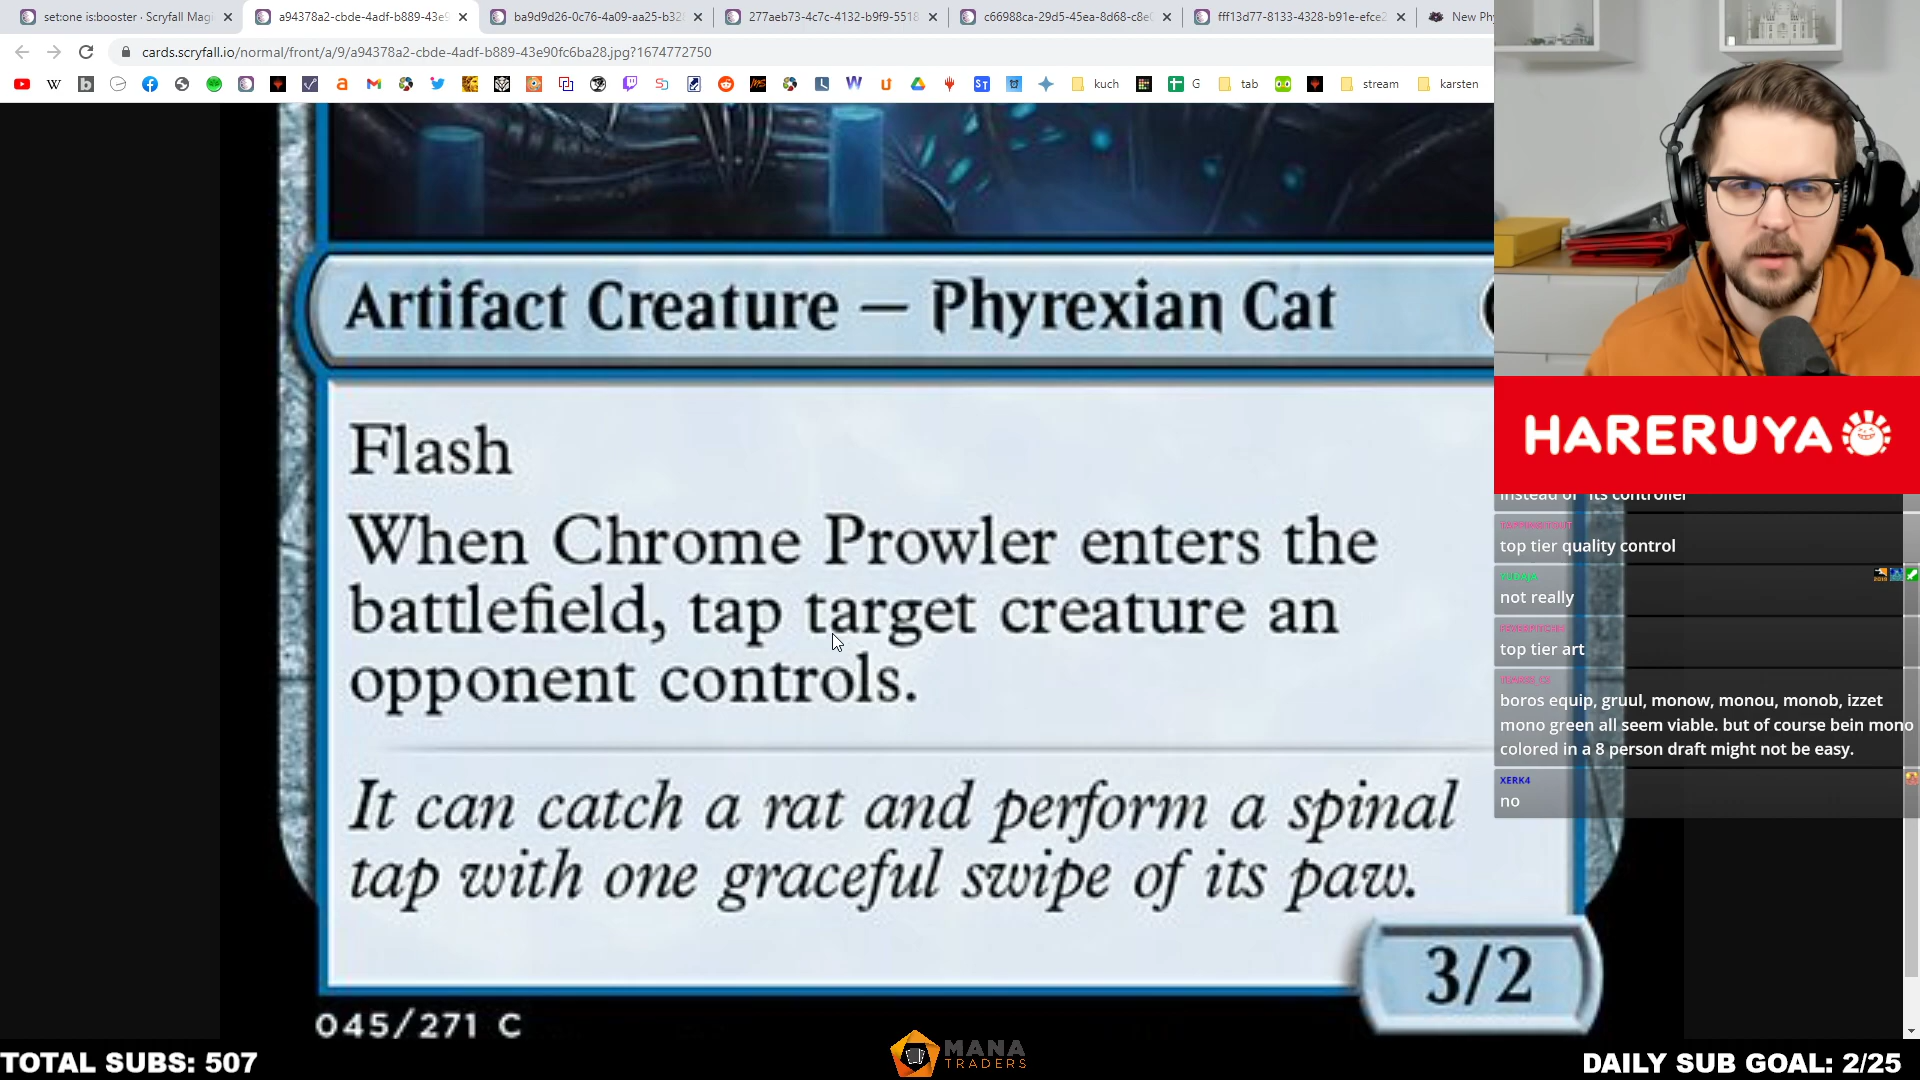 set:one is:booster · Scryfall Magi
a94378a2-cbde-4adf-b889-43e9
ba9d9d26-0c76-4a09-aa25-b32
277aeb73-4c7c-4132-b9f9-5518
c66988ca-29d5-45ea-8d68-c8e
fff13d77-8133-4328-b91e-efce2
New Phy
cards.scryfall.io/normal/front/a/9/a94378a2-cbde-4adf-b889-43e90fc6ba28.jpg?1674772750
kuch
G
tab
stream
karsten
Artifact Creature — Phyrexian Cat
Flash
When Chrome Prowler enters the
battlefield, tap target creature an
opponent controls.
It can catch a rat and perform a spinal
tap with one graceful swipe of its paw.
3/2
045/271 C
HARERUYA
instead of "its controller"
top tier quality control
not really
top tier art
boros equip, gruul, monow, monou, monob, izzet
mono green all seem viable. but of course bein mono
colored in a 8 person draft might not be easy.
XERK4
no
TOTAL SUBS: 507
MANA
TRADERS
DAILY SUB GOAL: 2/25